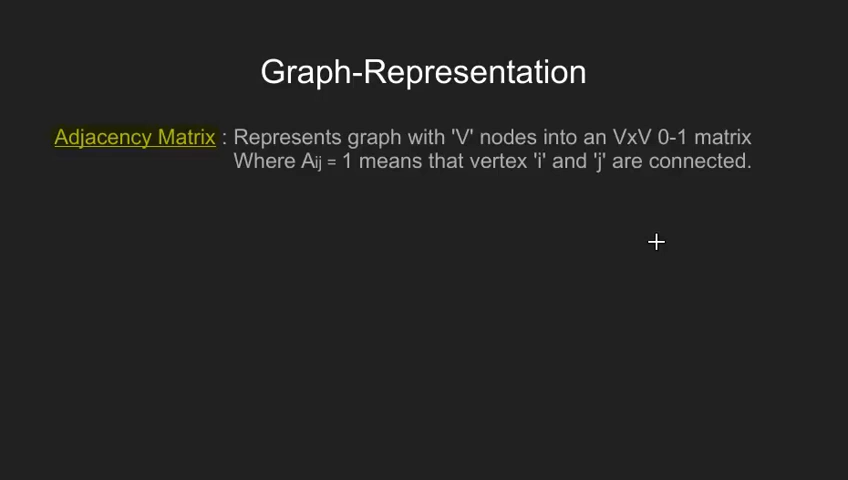 Graph-Representation
Adjacency Matrix : Represents graph with 'V' nodes into an VxV 0-1 matrix
Where Aij = 1 means that vertex 'i' and 'j' are connected.